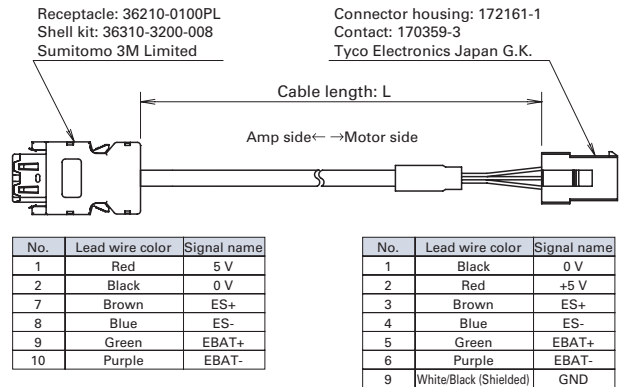 Receptacle: 36210-0100PL
Shell kit: 36310-3200-008
Sumitomo 3M Limited
Connector housing: 172161-1
Contact: 170359-3
Tyco Electronics Japan G.K.
Cable length: L
Amp side← →Motor side
No. Lead wire color Signal name
1 Red 5 V
2 Black 0 V
7 Brown ES+
8 Blue ES-
9 Green EBAT+
10 Purple EBAT-
No. Lead wire color Signal name
1 Black 0 V
2 Red +5 V
3 Brown ES+
4 Blue ES-
5 Green EBAT+
6 Purple EBAT-
9 White/Black (Shielded) GND